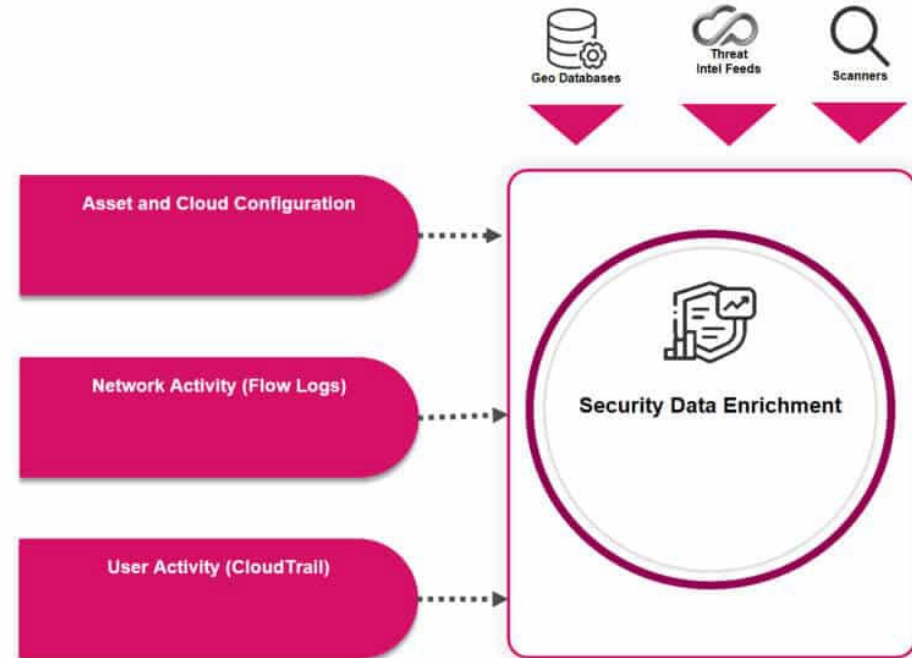 Geo Databases
Threat
Intel Feeds
Scanners
Asset and Cloud Configuration
Network Activity (Flow Logs)
Security Data Enrichment
User Activity (CloudTrail)